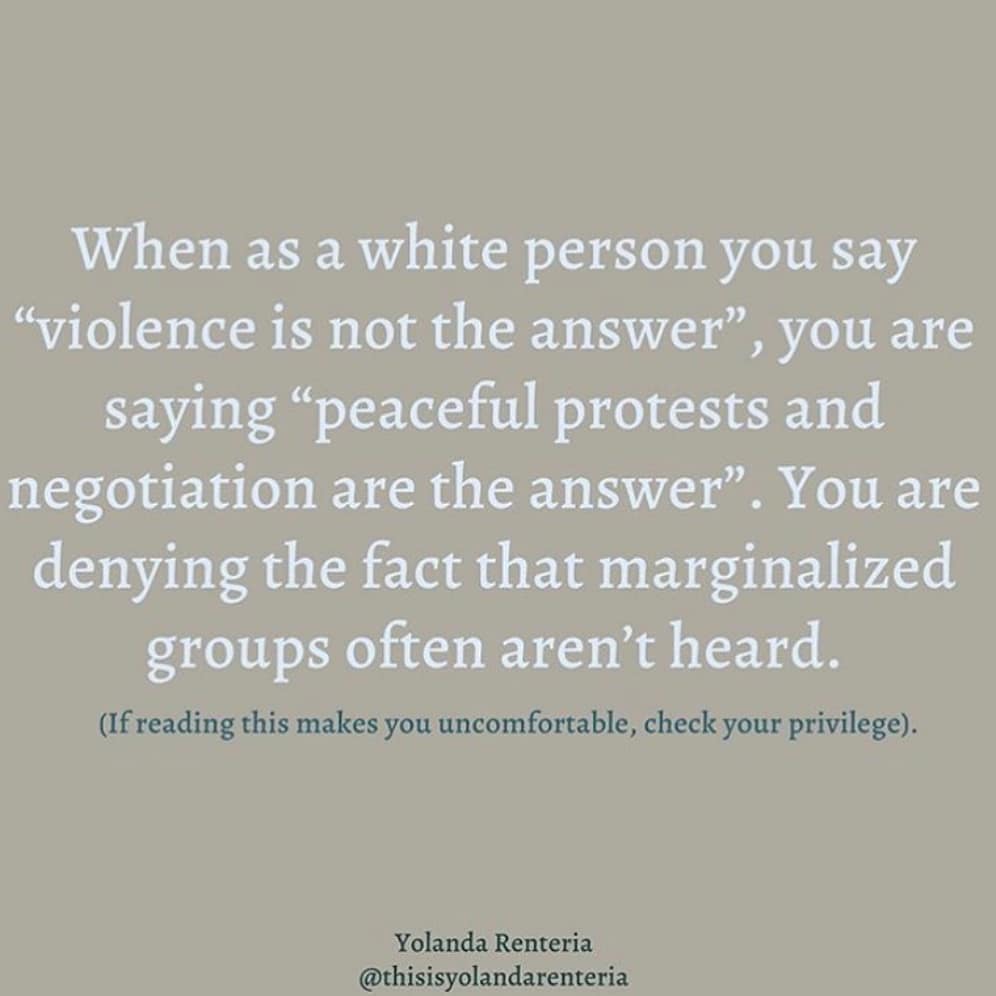 When as a white person you say
“violence is not the answer”, you are
saying “peaceful protests and
negotiation are the answer”. You are
denying the fact that marginalized
groups often aren’t heard.
(If reading this makes you uncomfortable, check your privilege).
Yolanda Renteria
@thisisyolandarenteria